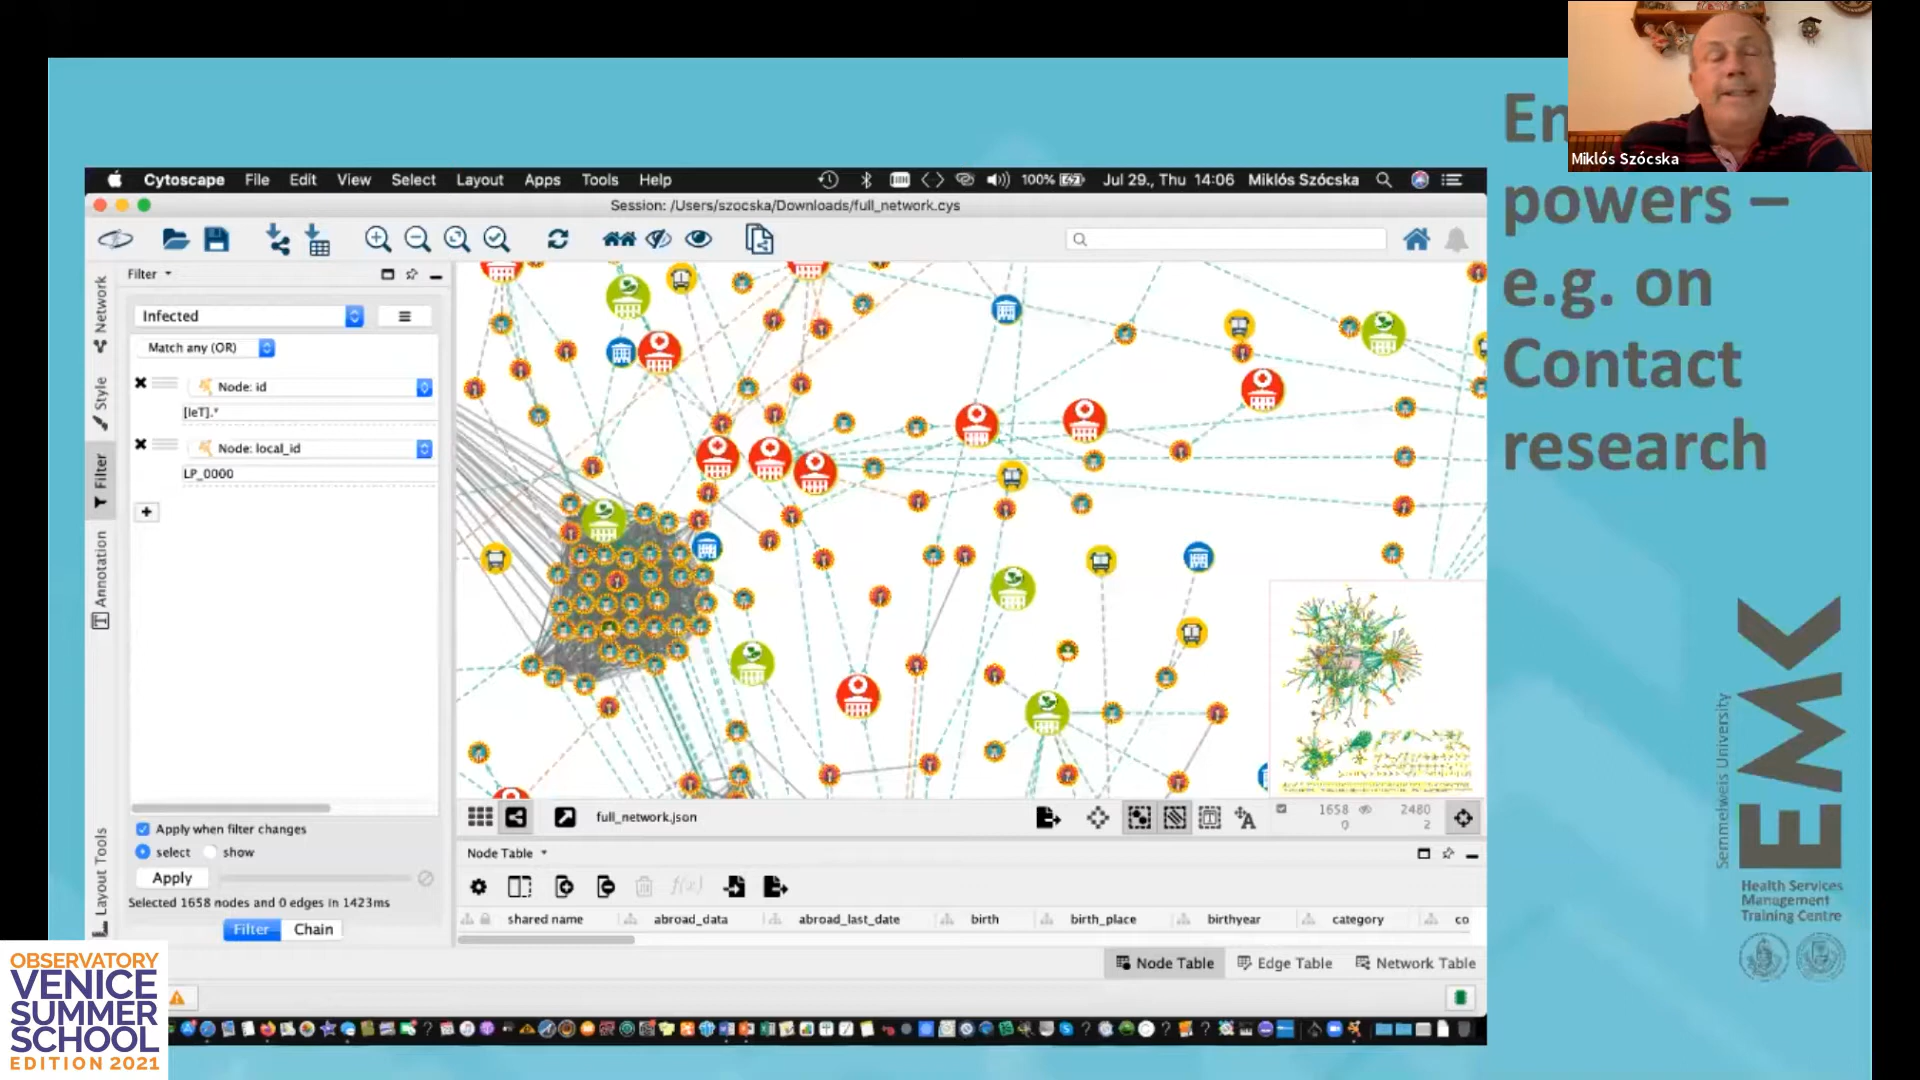 Miklós Szócska
En
powers –
e.g. on
Contact
research
Cytoscape File Edit View Select Layout Apps Tools Help 100% Jul 29., Thu 14:06 Miklós Szócska
Session: /Users/szocska/Downloads/full_network.cys
Network
Style
Filter
Annotation
Layout Tools
Filter
Infected
Match any (OR)
Node: id
[IeT].*
Node: local_id
LP_0000
+
Apply when filter changes
select show
Apply
Selected 1658 nodes and 0 edges in 1423ms
Filter Chain
full_network.json
1658 2480
0 2
Node Table
f(x)
shared name abroad_data abroad_last_date birth birth_place birthyear category co
Node Table Edge Table Network Table
Semmelweis University
EMK
Health Services
Management
Training Centre
OBSERVATORY
VENICE
SUMMER
SCHOOL
EDITION 2021